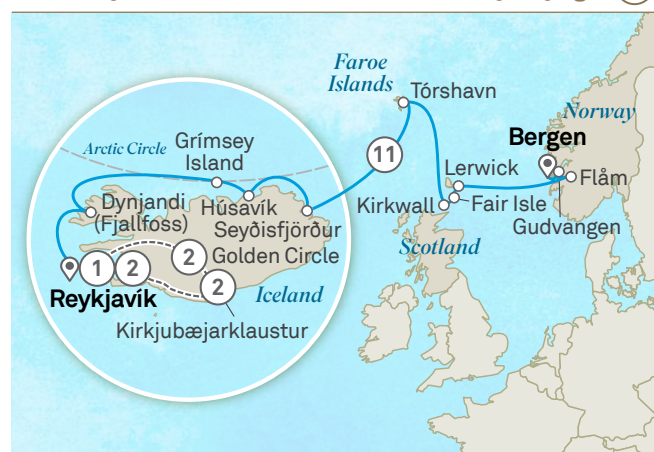 Faroe
Islands
Tórshavn
Norway
Bergen
Arctic Circle
Grímsey
Island
11
Lerwick
Flåm
Dynjandi
(Fjallfoss)
Húsavík
Seyðisfjörður
Kirkwall
Fair Isle
Gudvangen
Scotland
Golden Circle
1
2
2
2
Reykjavík
Iceland
Kirkjubæjarklaustur